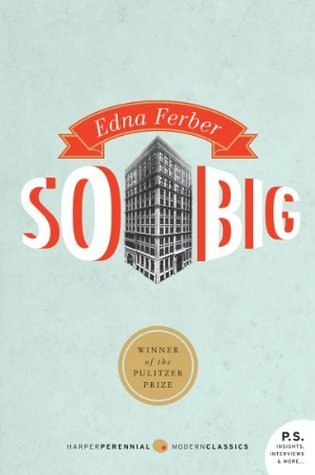 Edna Ferber
SO BIG
WINNER
of the
PULITZER
PRIZE
P.S.
INSIGHTS,
INTERVIEWS
& MORE...
HARPERPERENNIAL MODERNCLASSICS